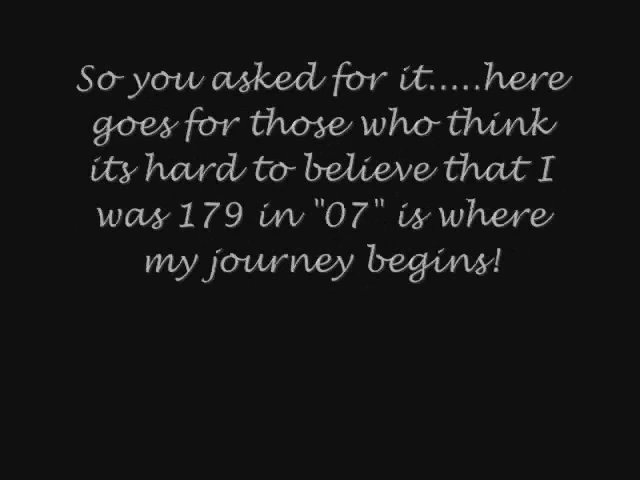 So you asked for it.....here
goes for those who think
its hard to believe that I
was 179 in "07" is where
my journey begins!